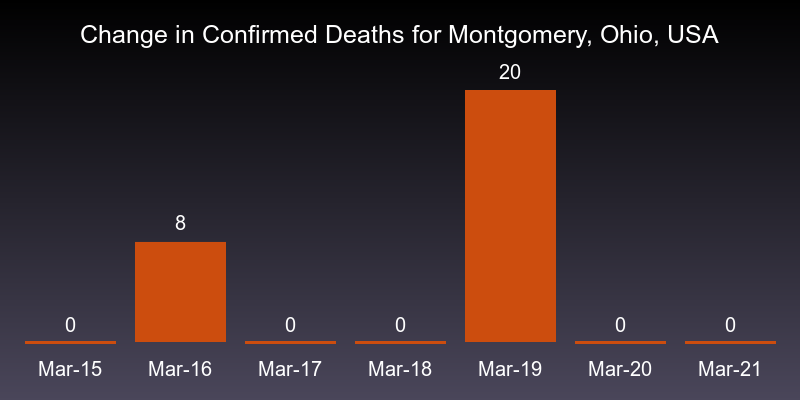 Change in Confirmed Deaths for Montgomery, Ohio, USA
20
8
0 0 0 0 0
Mar-15 Mar-16 Mar-17 Mar-18 Mar-19 Mar-20 Mar-21